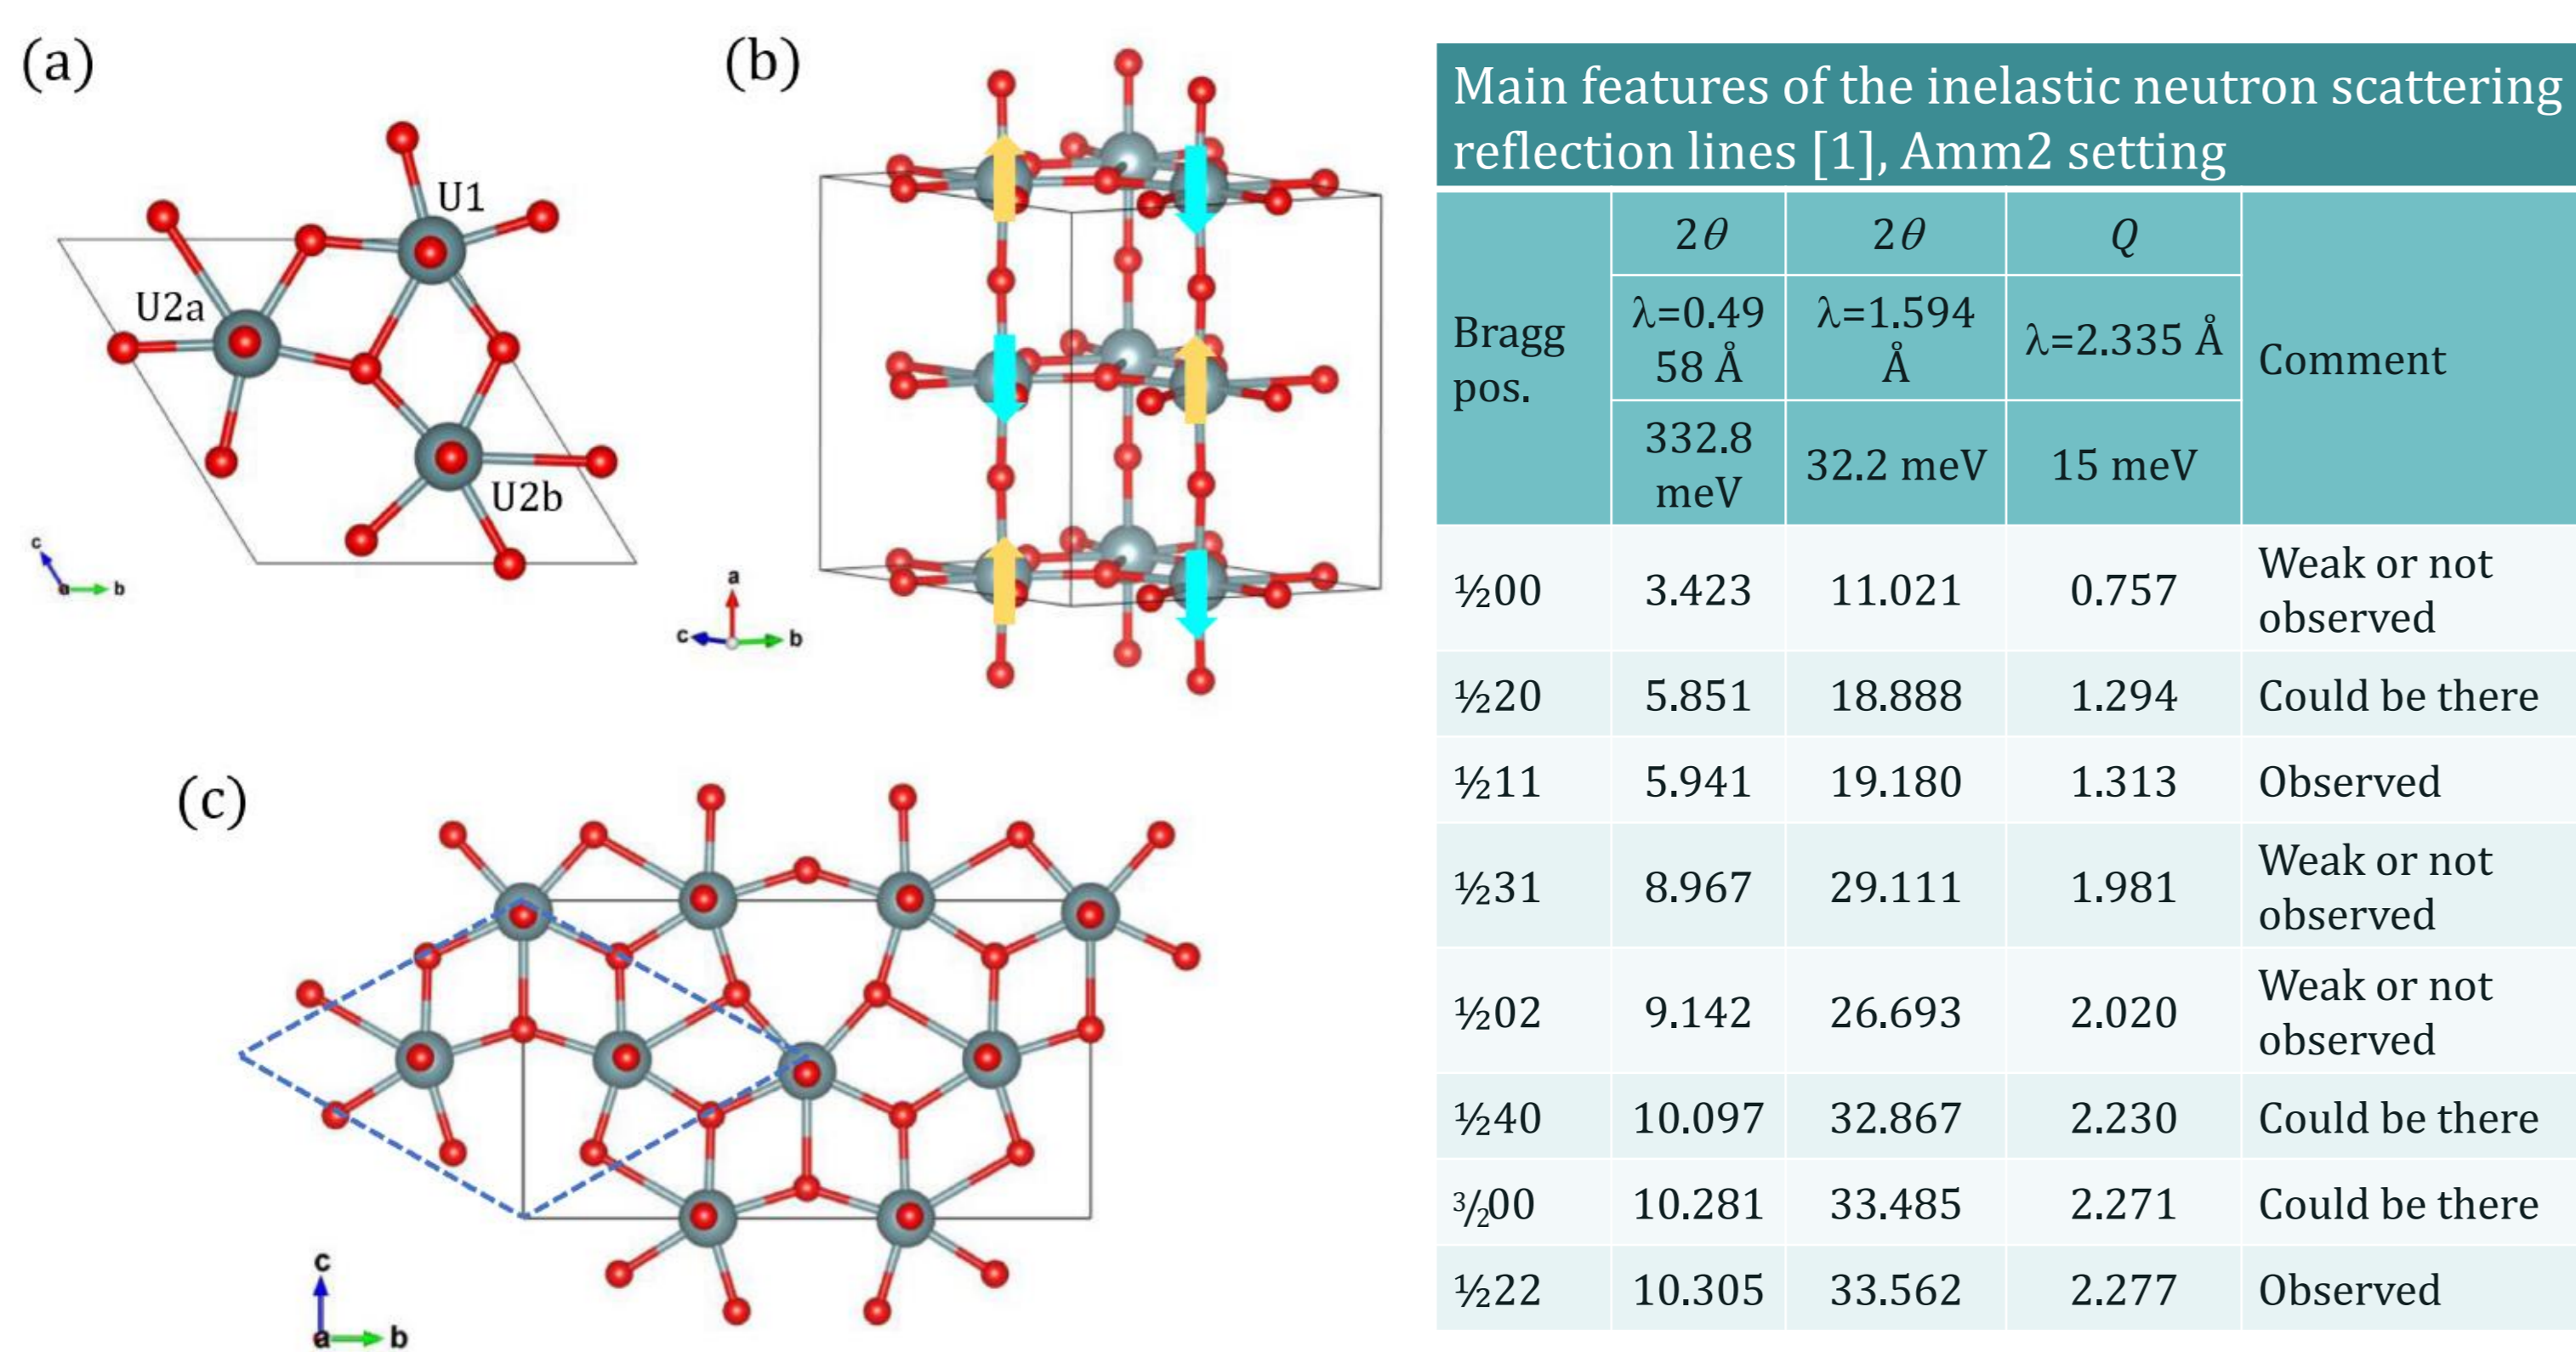 (a)
U1
U2a
U2b
c
a
b
(b)
a
c
b
(c)
c
a
b
Main features of the inelastic neutron scattering
reflection lines [1], Amm2 setting
Bragg
pos.
2θ
2θ
Q
λ=0.49
58 Å
λ=1.594
Å
λ=2.335 Å
332.8
meV
32.2 meV
15 meV
Comment
½00
3.423
11.021
0.757
Weak or not
observed
½20
5.851
18.888
1.294
Could be there
½11
5.941
19.180
1.313
Observed
½31
8.967
29.111
1.981
Weak or not
observed
½02
9.142
26.693
2.020
Weak or not
observed
½40
10.097
32.867
2.230
Could be there
3/200
10.281
33.485
2.271
Could be there
½22
10.305
33.562
2.277
Observed